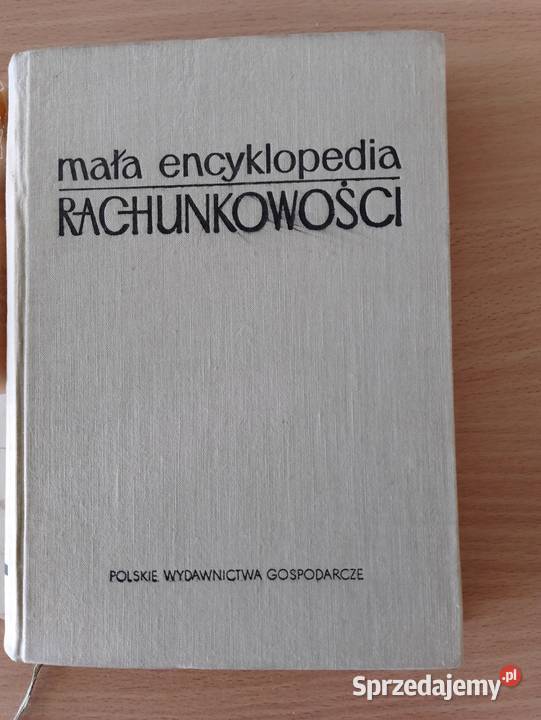 mała encyklopedia
RACHUNKOWOŚCI
POLSKIE WYDAWNICTWA GOSPODARCZE
Sprzedajemy.pl